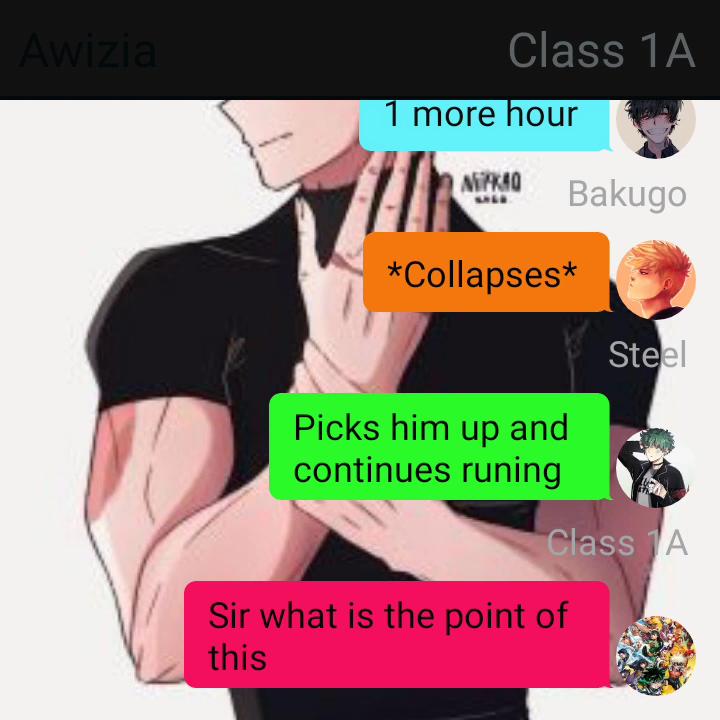 Awizia
Class 1A
1 more hour
Bakugo
*Collapses*
Steel
Picks him up and
continues runing
Class 1A
Sir what is the point of
this